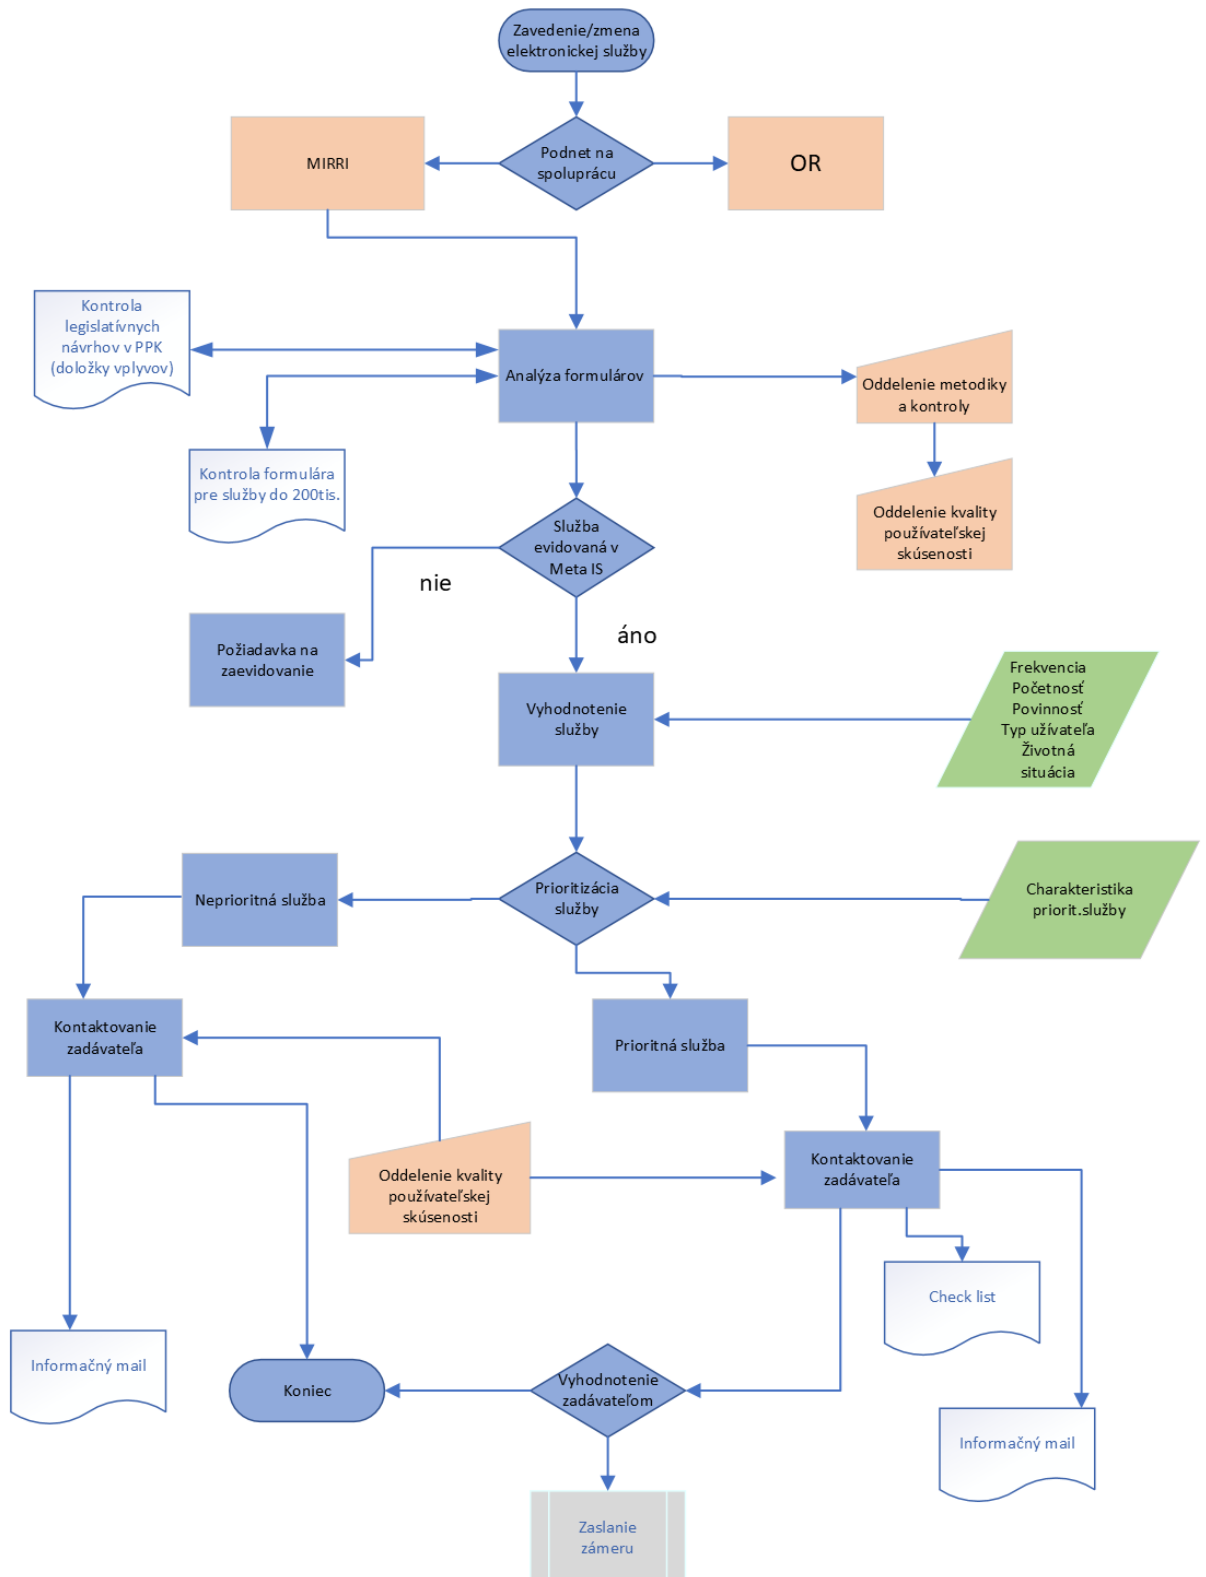 Zavedenie/zmena
elektronickej služby
Podnet na
spoluprácu
MIRRI
OR
Kontrola
legislatívnych
návrhov v PPK
(doložky vplyvov)
Analýza formulárov
Oddelenie metodiky
a kontroly
Kontrola formulára
pre služby do 200tis.
Oddelenie kvality
používateľskej
skúsenosti
Služba
evidovaná v
Meta IS
nie
áno
Požiadavka na
zaevidovanie
Vyhodnotenie
služby
Frekvencia
Početnosť
Povinnosť
Typ užívateľa
Životná
situácia
Neprioritná služba
Prioritizácia
služby
Charakteristika
priorit.služby
Kontaktovanie
zadávateľa
Prioritná služba
Oddelenie kvality
používateľskej
skúsenosti
Kontaktovanie
zadávateľa
Check list
Informačný mail
Koniec
Vyhodnotenie
zadávateľom
Informačný mail
Zaslanie
zámeru